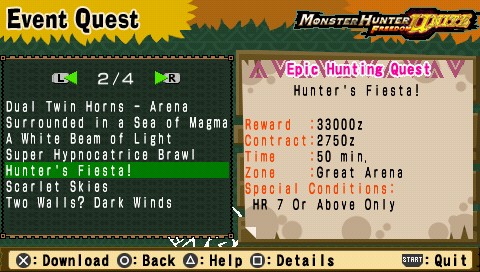 Event Quest
MONSTER HUNTER
FREEDOM UNITE
L 2/4 R
Dual Twin Horns - Arena
Surrounded in a Sea of Magma
A White Beam of Light
Super Hypnocatrice Brawl
Hunter's Fiesta!
Scarlet Skies
Two Walls? Dark Winds
Epic Hunting Quest
Hunter's Fiesta!
Reward :33000z
Contract:2750z
Time :50 min.
Zone :Great Arena
Special Conditions:
HR 7 Or Above Only
: Download : Back : Help : Details START: Quit